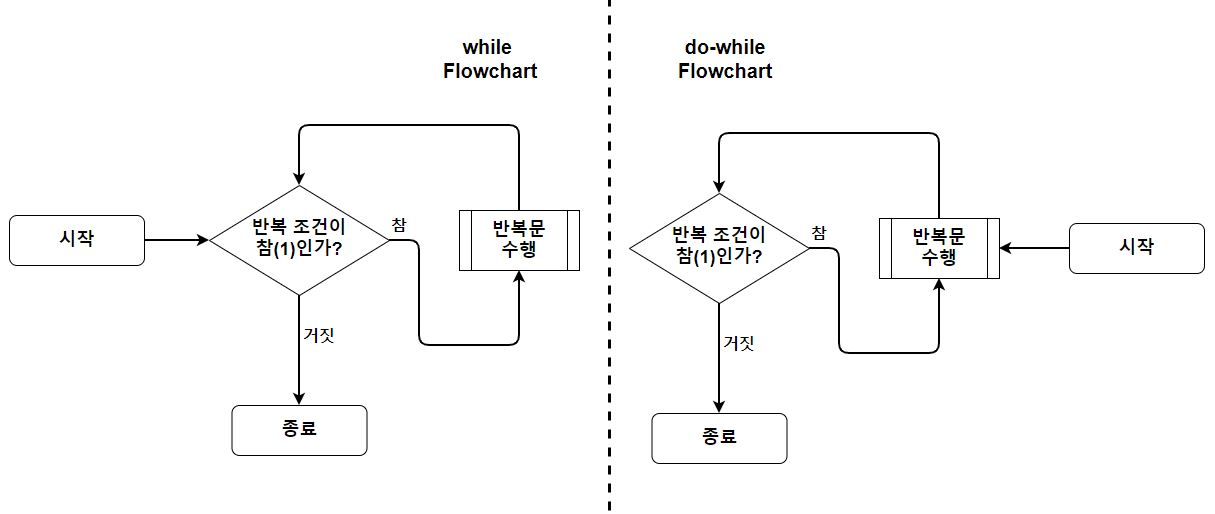 while
Flowchart
시작
반복 조건이
참(1)인가?
참
반복문
수행
거짓
종료
do-while
Flowchart
반복 조건이
참(1)인가?
참
반복문
수행
시작
거짓
종료